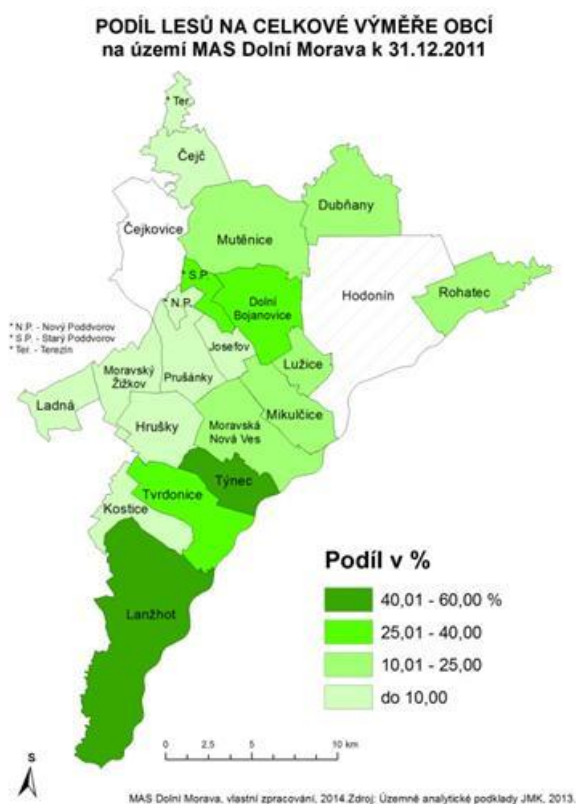 PODÍL LESŮ NA CELKOVÉ VÝMĚŘE OBCÍ
na území MAS Dolní Morava k 31.12.2011
* Ter.
Čejč
Čejkovice
Mutěnice
Dubňany
* S.P.
* N.P.
Dolní
Bojanovice
Hodonín
Rohatec
* N.P. - Nový Poddvorov
* S.P. - Starý Poddvorov
* Ter. - Terezín
Josefov
Lužice
Moravský
Žižkov
Prušánky
Ladná
Mikulčice
Hrušky
Moravská
Nová Ves
Týnec
Tvrdonice
Kostice
Lanžhot
Podíl v %
40,01 - 60,00 %
25,01 - 40,00
10,01 - 25,00
do 10,00
S
0 2,5 5 10 km
MAS Dolní Morava, vlastní zpracování, 2014.Zdroj: Územně analytické podklady JMK, 2013.